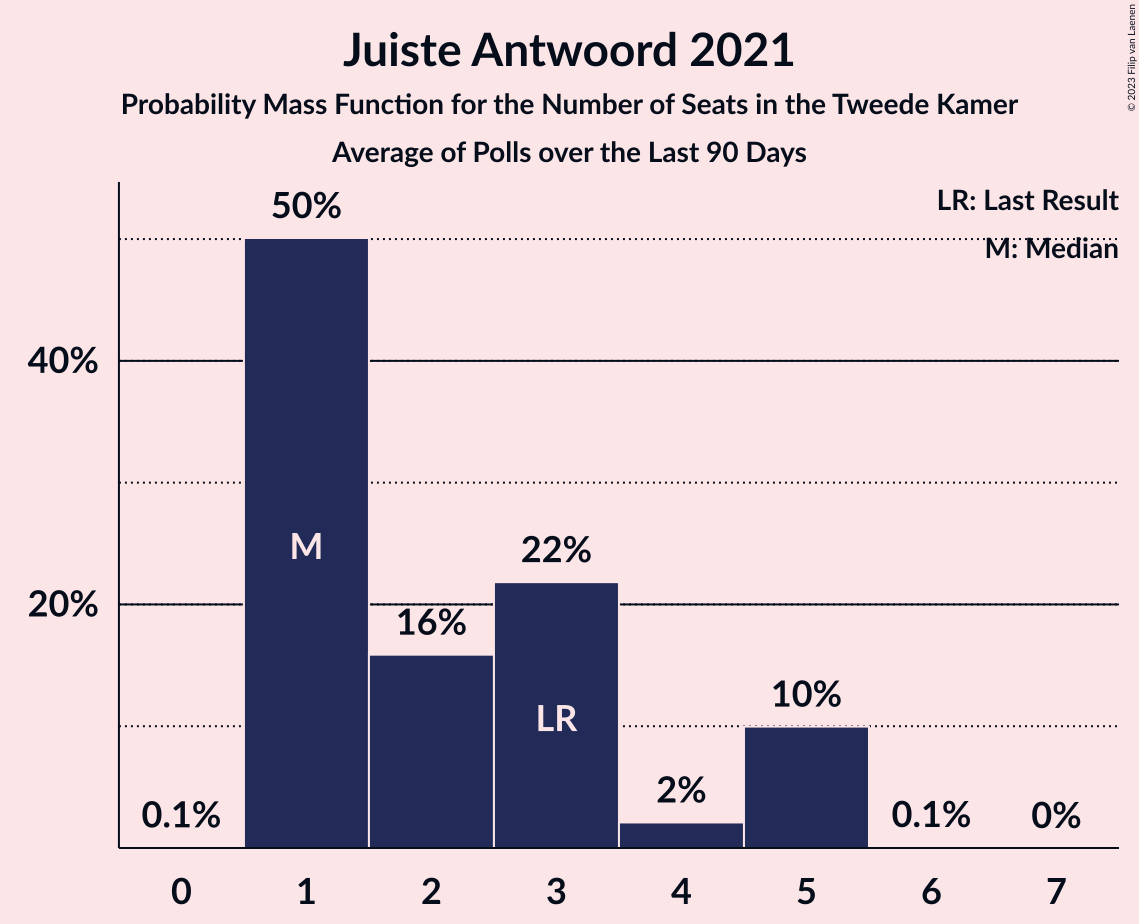 Juiste Antwoord 2021
Probability Mass Function for the Number of Seats in the Tweede Kamer
Average of Polls over the Last 90 Days
© 2023 Filip van Laenen
LR: Last Result
M: Median
40%
20%
0.1%
50%
16%
22%
2%
10%
0.1%
0%
M
LR
0 1 2 3 4 5 6 7